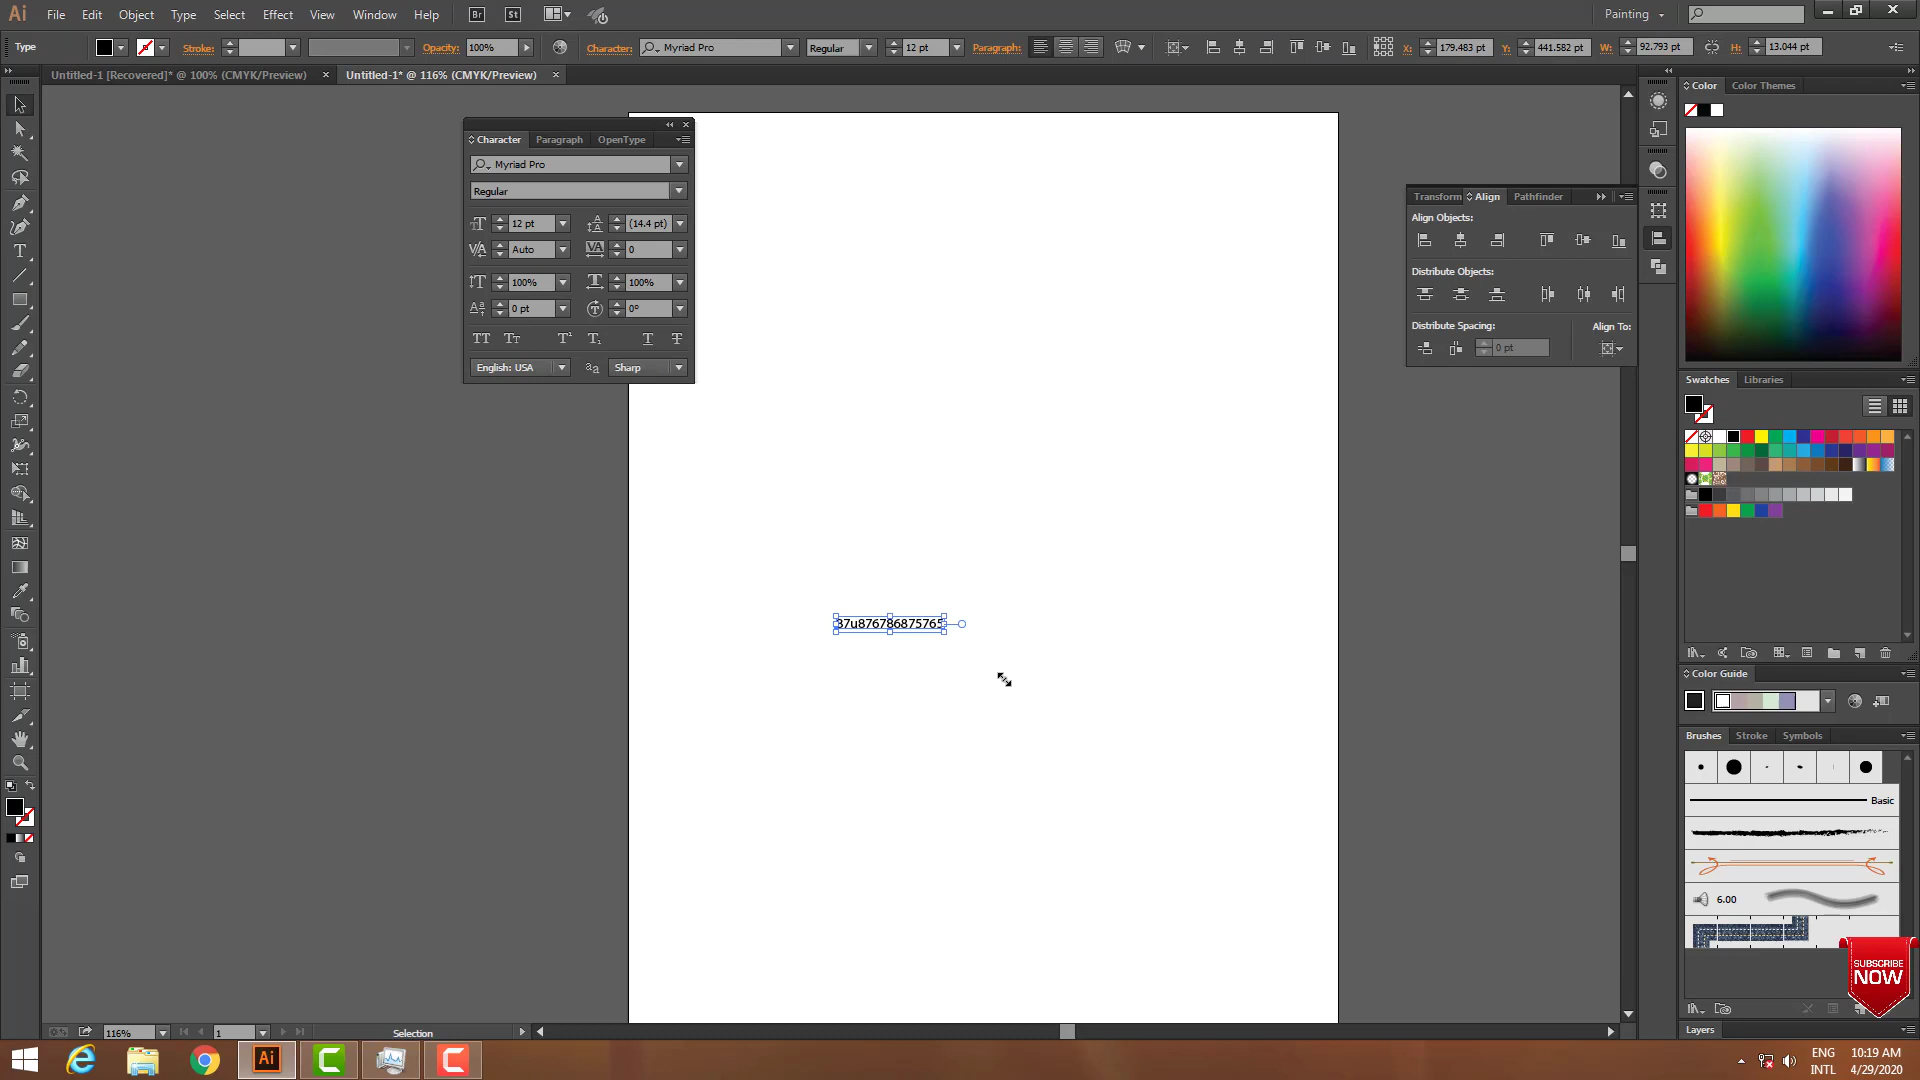 Ai File Edit Object Type Select Effect View Window Help Br St Painting
Type Stroke: Opacity: 100% Character: Myriad Pro Regular 12 pt Paragraph: X: 179.483 pt Y: 441.582 pt W: 92.793 pt H: 13.044 pt
Untitled-1 [Recovered]* @ 100% (CMYK/Preview) Untitled-1* @ 116% (CMYK/Preview)
Color Color Themes
Character Paragraph OpenType
Myriad Pro
Regular
12 pt (14.4 pt)
Auto 0
100% 100%
0 pt 0°
English: USA Sharp
Transform Align Pathfinder
Align Objects:
Distribute Objects:
Distribute Spacing: Align To:
0 pt
Swatches Libraries
87u876786875765
Color Guide
Brushes Stroke Symbols
Basic
6.00
SUBSCRIBE
NOW
Layers
116% 1 Selection
Ai
ENG 10:19 AM
INTL 4/29/2020